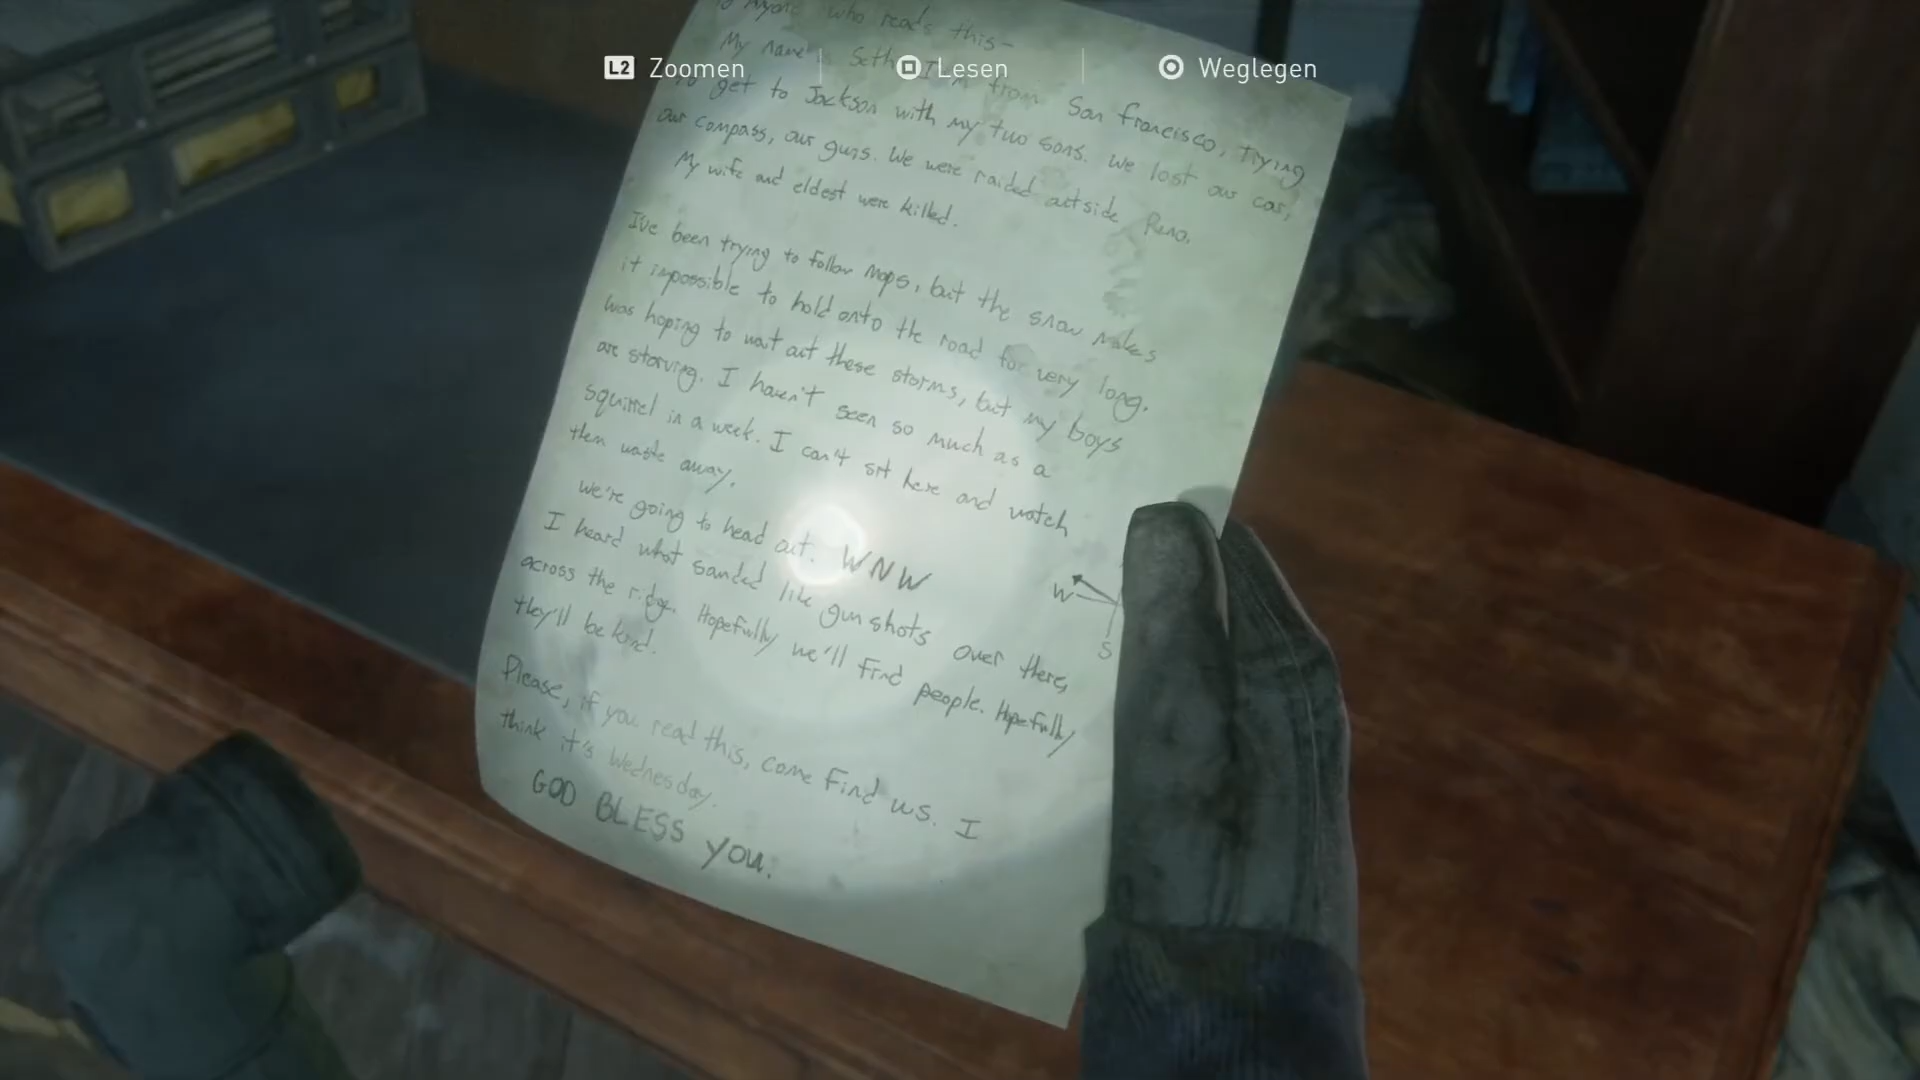 L2 Zoomen
Lesen
Weglegen
To anyone who reads this-
My name is Seth. I'm from San Francisco, trying
to get to Jackson with my two sons. We lost our car,
our compass, our guns. We were raided outside Reno.
My wife and eldest were killed.
I've been trying to follow maps, but the snow makes
it impossible to hold onto the road for very long.
was hoping to wait out these storms, but my boys
are starving. I haven't seen so much as a
squirrel in a week. I can't sit here and watch
them waste away.
We're going to head out. WNW
I heard what sounded like gunshots over there,
across the ridge. Hopefully we'll find people. Hopefully
they'll be kind.
W
S
Please, if you read this, come find us. I
think it's Wednesday.
GOD BLESS YOU.